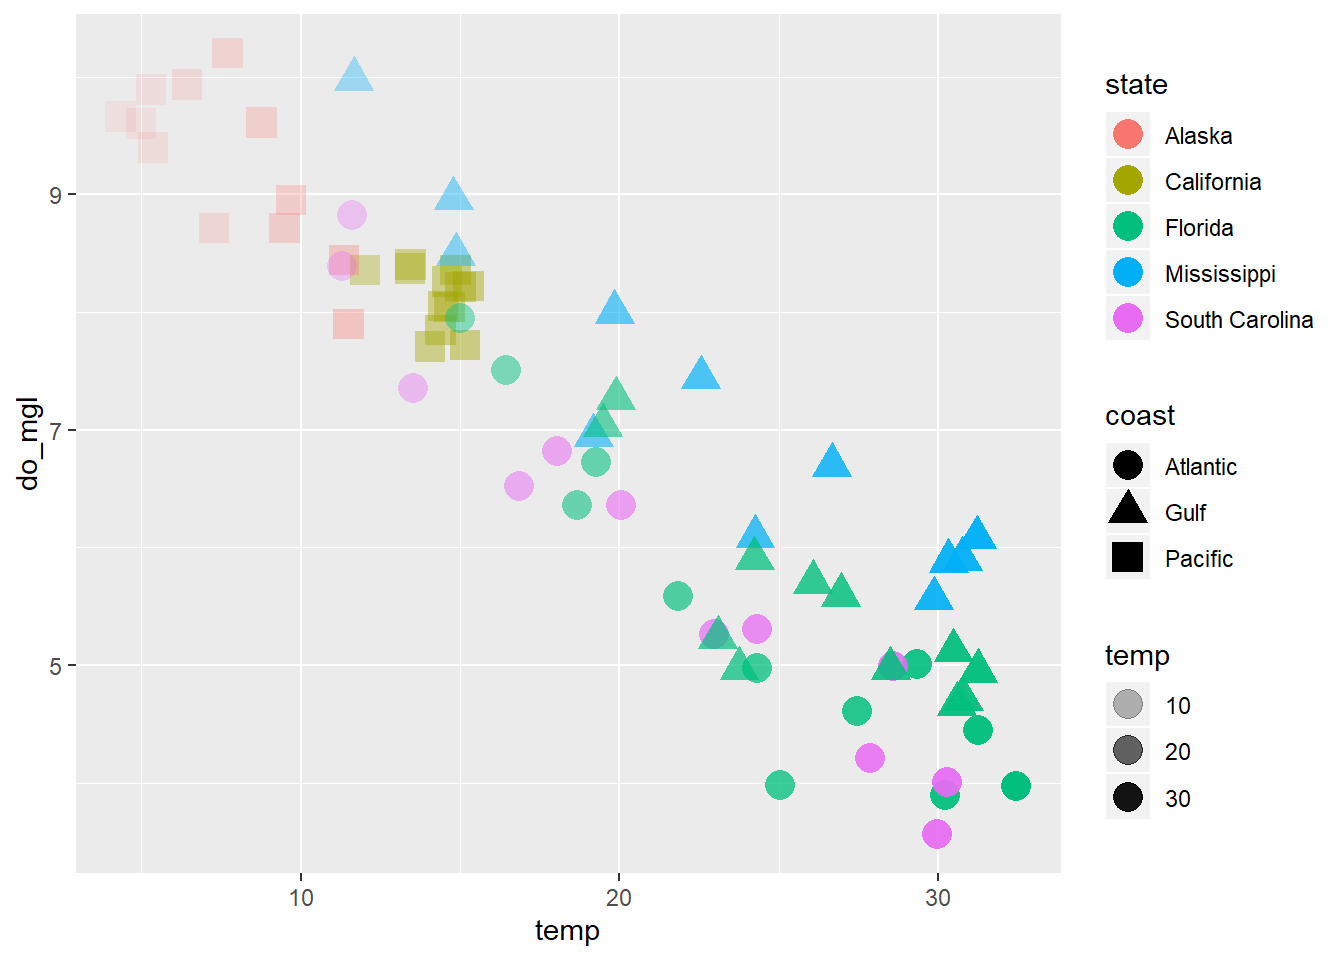 do_mgl
9
7
5
10
20
30
temp
state
Alaska
California
Florida
Mississippi
South Carolina
coast
Atlantic
Gulf
Pacific
temp
10
20
30